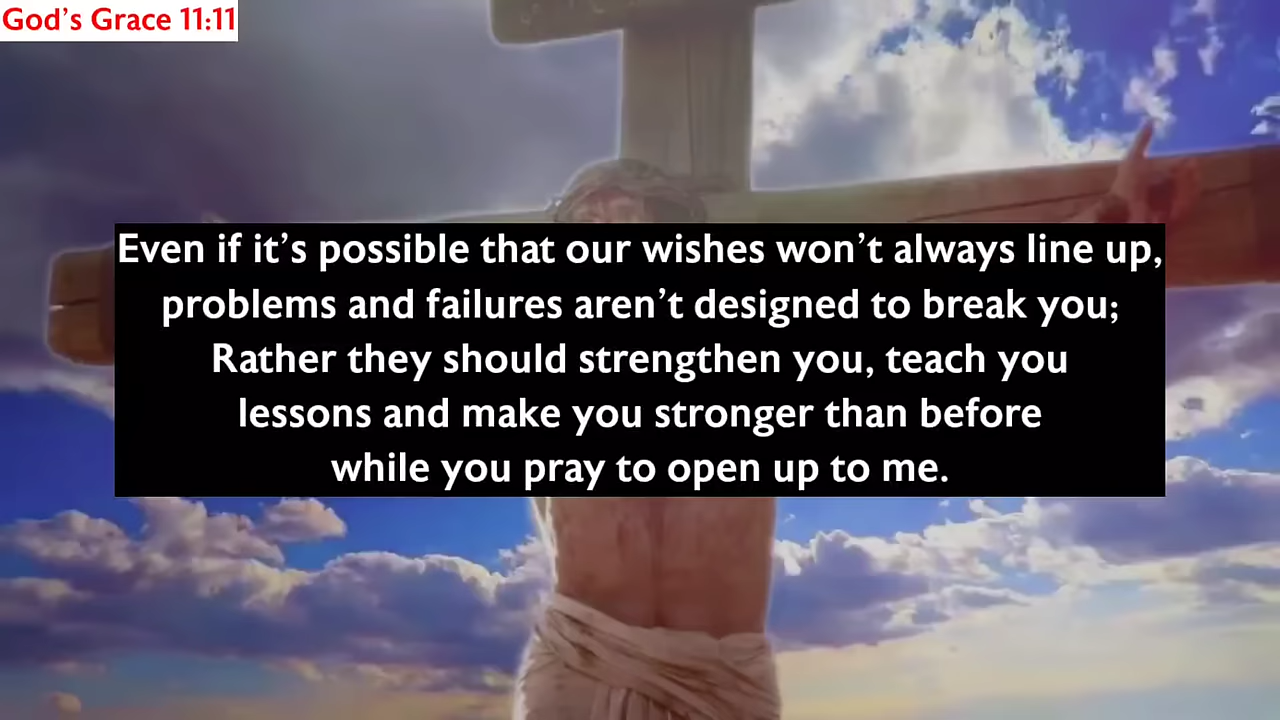 God’s Grace 11:11
Even if it’s possible that our wishes won’t always line up,
problems and failures aren’t designed to break you;
Rather they should strengthen you, teach you
lessons and make you stronger than before
while you pray to open up to me.